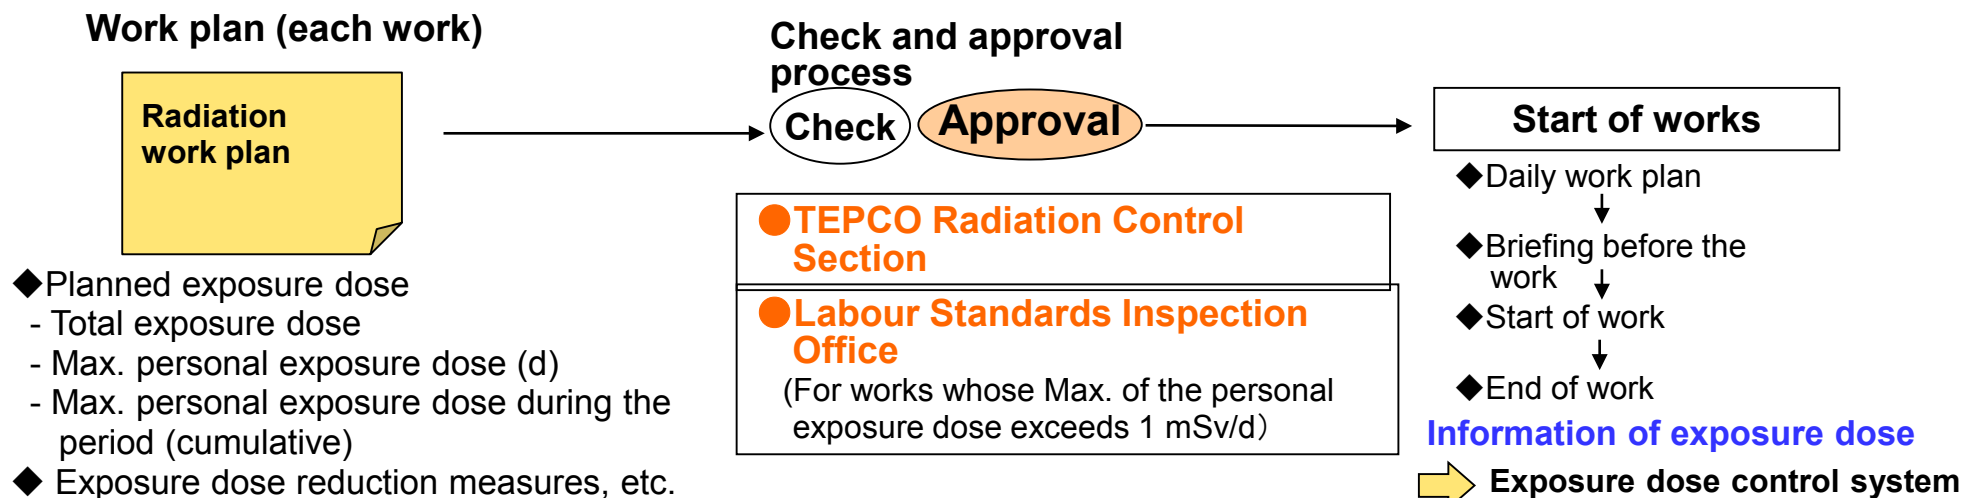 Work plan (each work)
Radiation
work plan
◆Planned exposure dose
- Total exposure dose
- Max. personal exposure dose (d)
- Max. personal exposure dose during the
period (cumulative)
◆ Exposure dose reduction measures, etc.
Check and approval
process
Check
Approval
●TEPCO Radiation Control
Section
●Labour Standards Inspection
Office
(For works whose Max. of the personal
exposure dose exceeds 1 mSv/d）
Start of works
◆Daily work plan
◆Briefing before the
work
◆Start of work
◆End of work
Information of exposure dose
Exposure dose control system